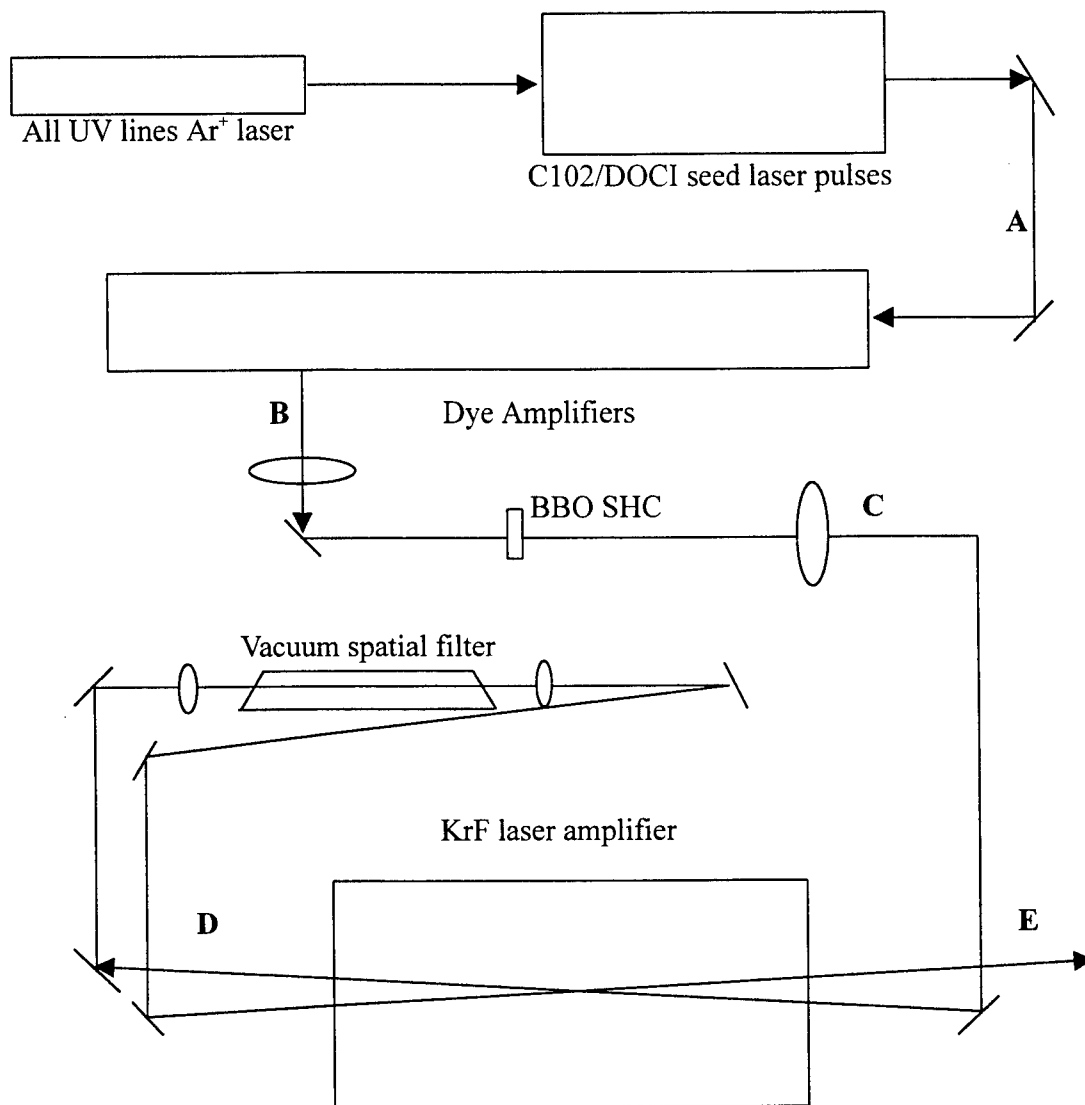 All UV lines Ar⁺ laser
C102/DOCI seed laser pulses
A
B
Dye Amplifiers
BBO SHC
C
Vacuum spatial filter
KrF laser amplifier
D
E